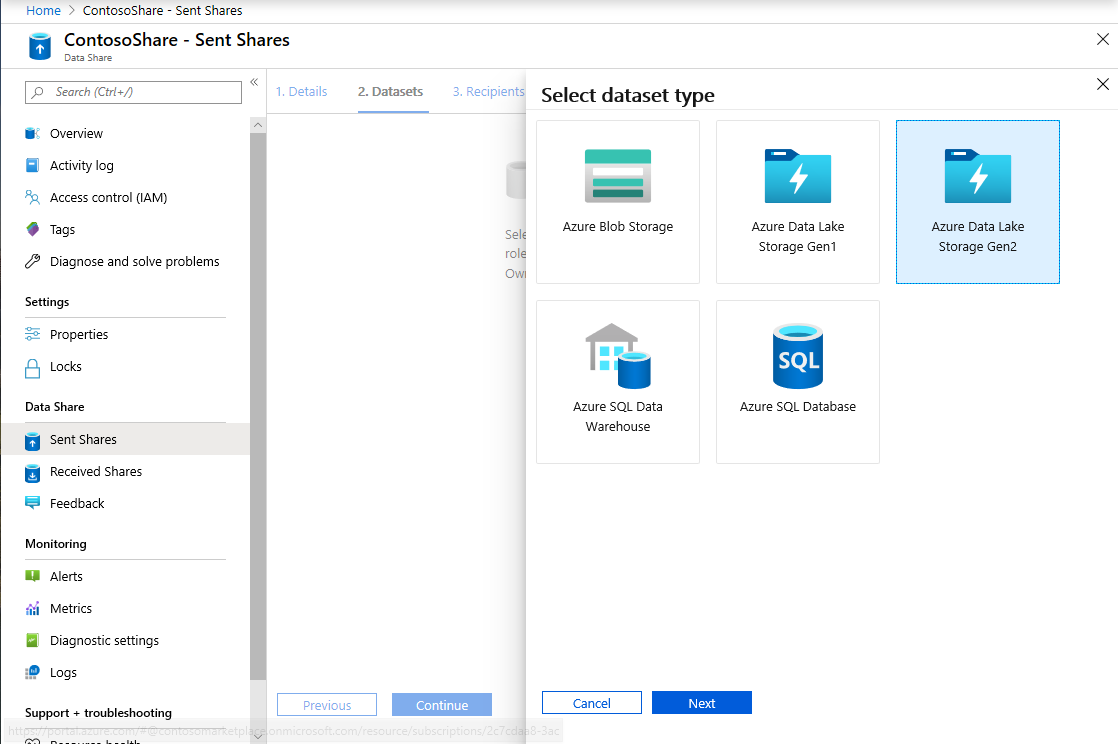 Home > ContosoShare - Sent Shares
ContosoShare - Sent Shares
Data Share
Search (Ctrl+/)
Overview
Activity log
Access control (IAM)
Tags
Diagnose and solve problems
Settings
Properties
Locks
Data Share
Sent Shares
Received Shares
Feedback
Monitoring
Alerts
Metrics
Diagnostic settings
Logs
Support + troubleshooting
Resource health
1. Details 2. Datasets 3. Recipients
Sele
role
Own
Previous Continue
Select dataset type
Azure Blob Storage
Azure Data Lake
Storage Gen1
Azure Data Lake
Storage Gen2
Azure SQL Data
Warehouse
SQL
Azure SQL Database
Cancel Next
https://portal.azure.com/#@contosomarketplace.onmicrosoft.com/resource/subscriptions/2c7cdaa8-3ac